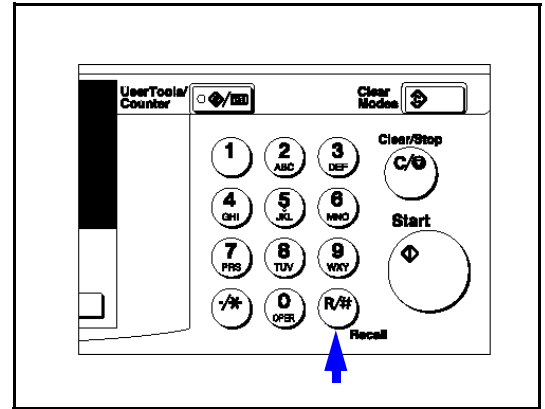 UserTools/
Counter
Clear
Modes
1
2
ABC
3
DEF
Clear/Stop
C/
4
GHI
5
JKL
6
MNO
Start
7
PRS
8
TUV
9
WXY
·/*
0
OPER
R/#
Recall